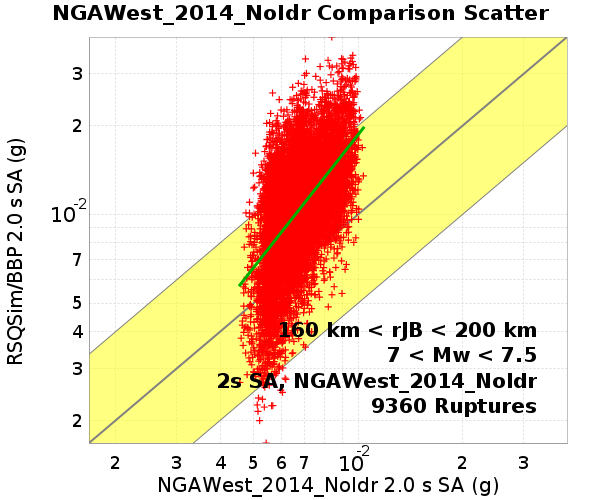 NGAWest_2014_NoIdr Comparison Scatter
RSQSim/BBP 2.0 s SA (g)
3
2
10-2
7
5
4
3
2
160 km < rJB < 200 km
7 < Mw < 7.5
2s SA, NGAWest_2014_NoIdr
9360 Ruptures
2 3 4 5 6 7 10-2 2 3
NGAWest_2014_NoIdr 2.0 s SA (g)